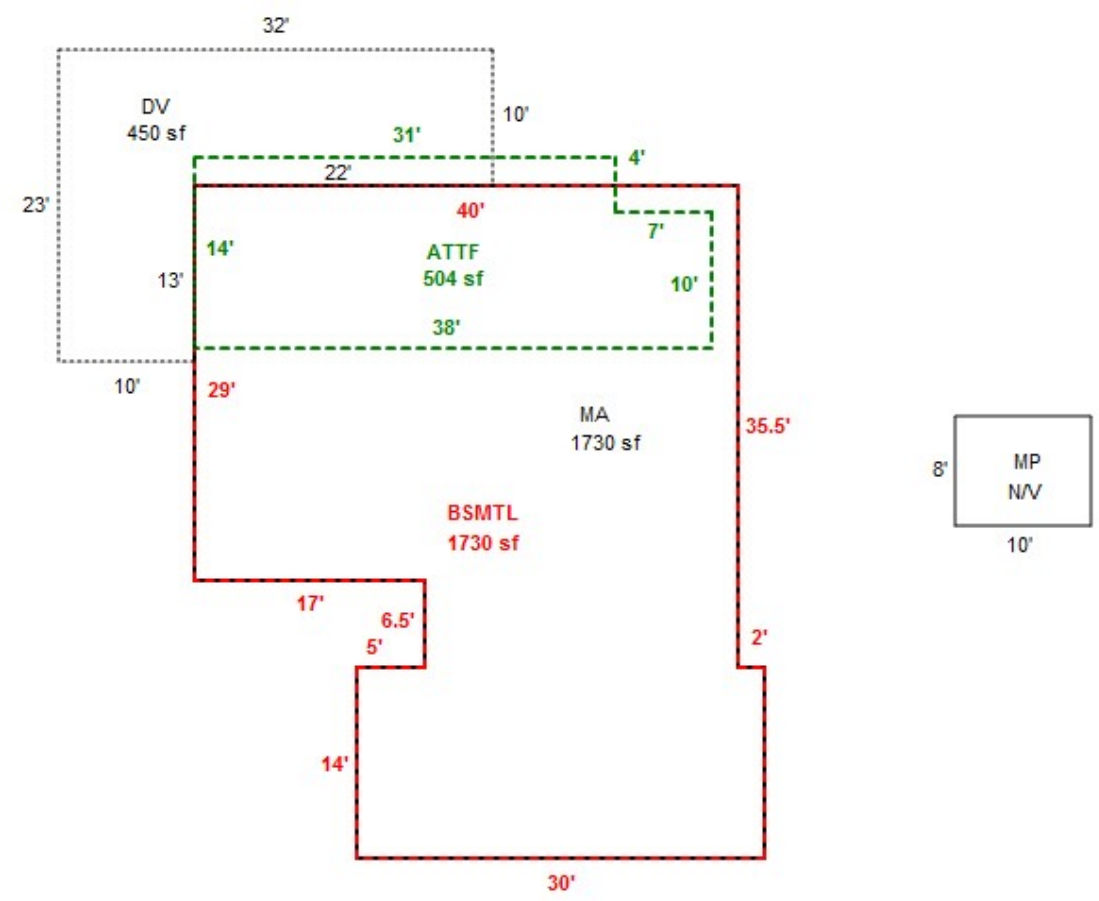 32'
DV
450 sf
10'
31'
4'
22'
23'
40'
7'
14'
ATTF
504 sf
13'
10'
38'
10'
29'
MA
1730 sf
35.5'
8'
MP
N/V
10'
BSMTL
1730 sf
17'
6.5'
5'
2'
14'
30'